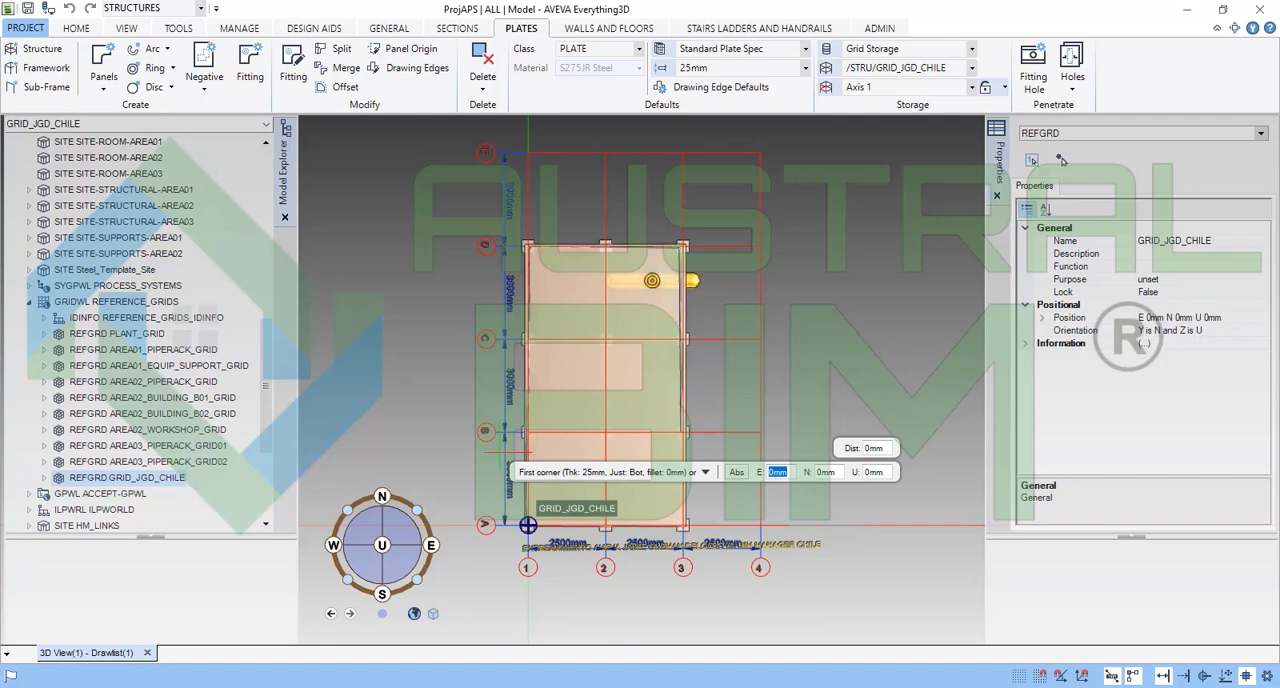 STRUCTURES
ProjAPS | ALL | Model - AVEVA Everything3D
PROJECT HOME VIEW TOOLS MANAGE DESIGN AIDS GENERAL SECTIONS PLATES WALLS AND FLOORS STAIRS LADDERS AND HANDRAILS ADMIN
Structure
Framework
Sub-Frame
Panels
Arc
Ring
Disc
Negative
Fitting
Create
Fitting
Split
Merge
Offset
Panel Origin
Drawing Edges
Modify
Delete
Delete
Class PLATE
Material S275JR Steel
Standard Plate Spec
25mm
Drawing Edge Defaults
Defaults
Grid Storage
/STRU/GRID_JGD_CHILE
Axis 1
Storage
Fitting Hole
Holes
Penetrate
GRID_JGD_CHILE
SITE SITE-ROOM-AREA01
SITE SITE-ROOM-AREA02
SITE SITE-ROOM-AREA03
SITE SITE-STRUCTURAL-AREA01
SITE SITE-STRUCTURAL-AREA02
SITE SITE-STRUCTURAL-AREA03
SITE SITE-SUPPORTS-AREA01
SITE SITE-SUPPORTS-AREA02
SITE Steel_Template_Site
SYGPWL PROCESS_SYSTEMS
GRIDWL REFERENCE_GRIDS
IDINFO REFERENCE_GRIDS_IDINFO
REFGRD PLANT_GRID
REFGRD AREA01_PIPERACK_GRID
REFGRD AREA01_EQUIP_SUPPORT_GRID
REFGRD AREA02_PIPERACK_GRID
REFGRD AREA02_BUILDING_B01_GRID
REFGRD AREA02_BUILDING_B02_GRID
REFGRD AREA02_WORKSHOP_GRID
REFGRD AREA03_PIPERACK_GRID01
REFGRD AREA03_PIPERACK_GRID02
REFGRD GRID_JGD_CHILE
GPWL ACCEPT-GPWL
ILPWRL ILPWORLD
SITE HM_LINKS
Model Explorer
AUSTRAL
BIM ®
3000mm
3000mm
3000mm
C
B
A
First corner (Thk: 25mm, Just: Bot, fillet: 0mm) or
Abs E: 0mm N: 0mm U: 0mm
Dist: 0mm
GRID_JGD_CHILE
2500mm 2500mm 2500mm
1 2 3 4
N
W U E
S
Properties
REFGRD
Properties
General
Name GRID_JGD_CHILE
Description
Function
Purpose unset
Lock False
Positional
Position E 0mm N 0mm U 0mm
Orientation Y is N and Z is U
Information (...)
General
General
3D View(1) - Drawlist(1)